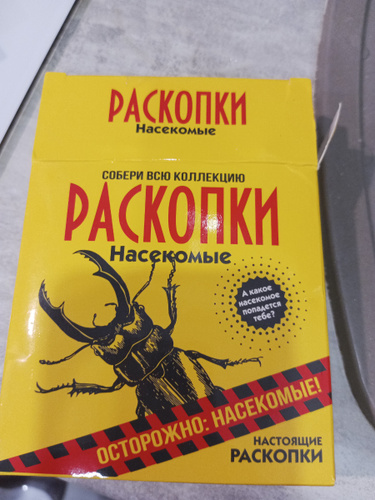 РАСКОПКИ
Насекомые
СОБЕРИ ВСЮ КОЛЛЕКЦИЮ
РАСКОПКИ
Насекомые
А какое
насекомое
попадется
тебе?
ОСТОРОЖНО: НАСЕКОМЫЕ!
НАСТОЯЩИЕ
РАСКОПКИ